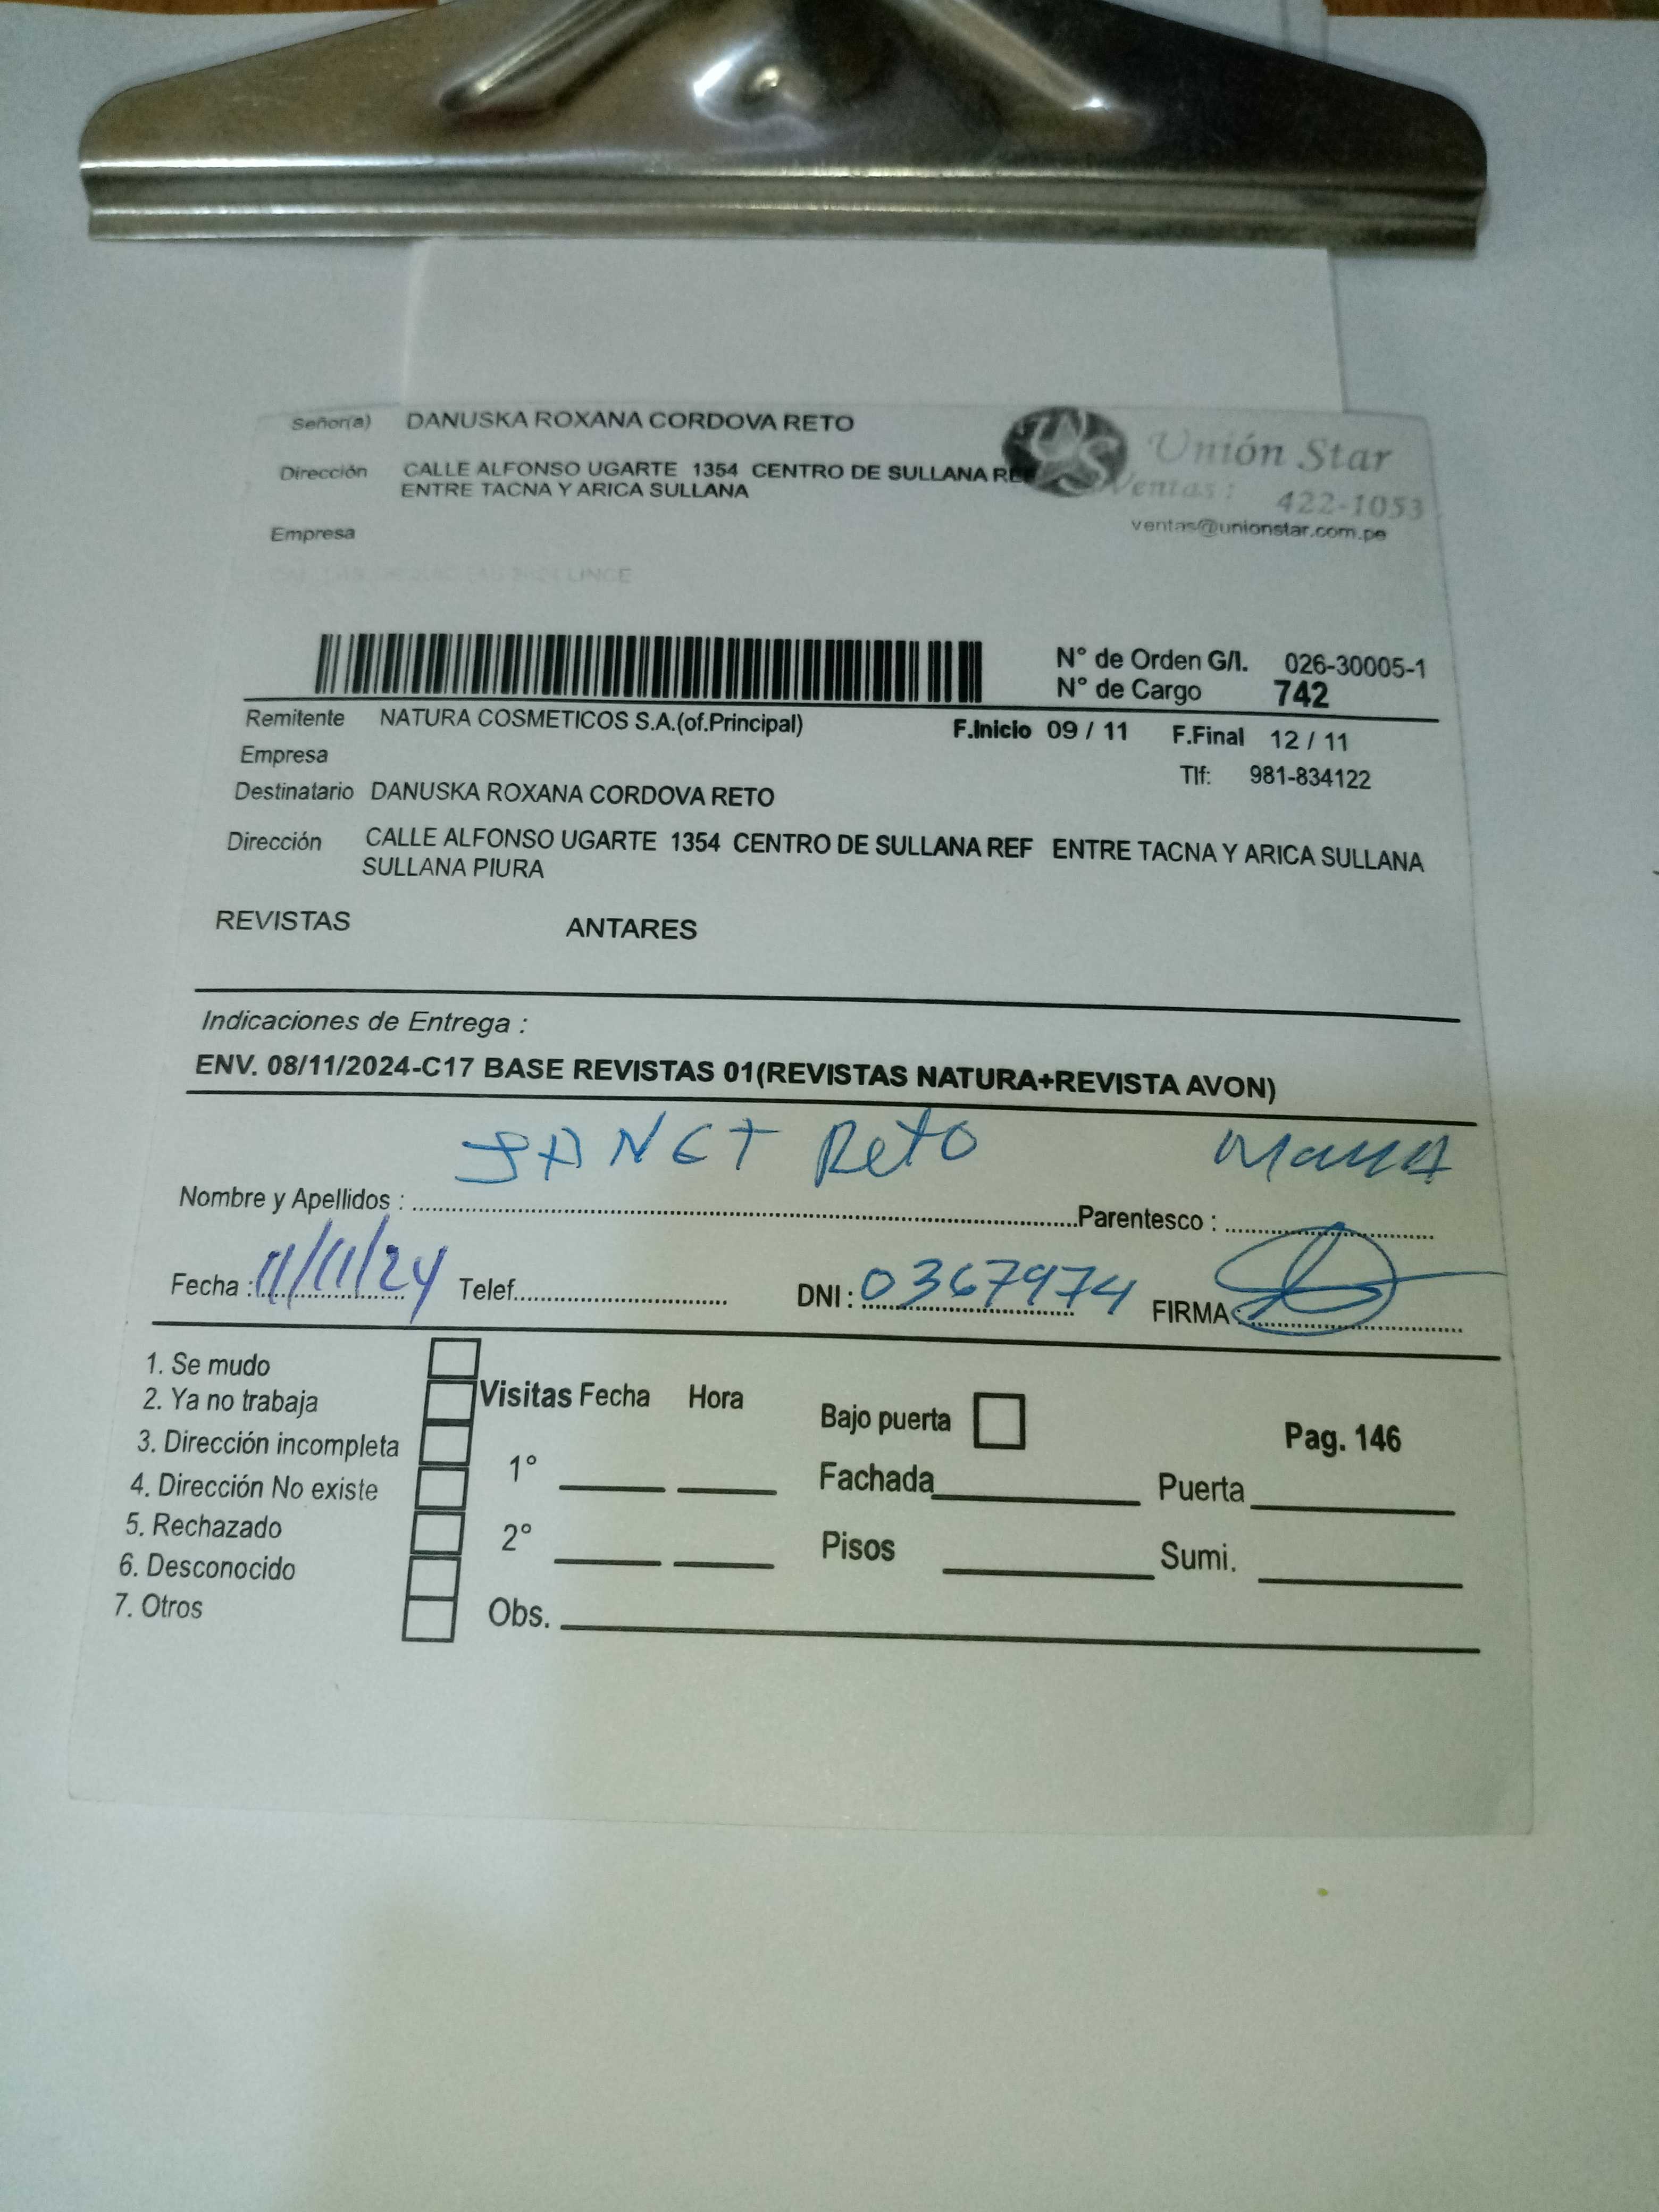 Señor(a) DANUSKA ROXANA CORDOVA RETO
Unión Star
Dirección CALLE ALFONSO UGARTE 1354 CENTRO DE SULLANA REF
ENTRE TACNA Y ARICA SULLANA
Ventas : 422-1053
ventas@unionstar.com.pe
Empresa
LINCE
N° de Orden G/I. 026-30005-1
N° de Cargo 742
Remitente NATURA COSMETICOS S.A.(of.Principal) F.Inicio 09 / 11 F.Final 12 / 11
Empresa
Tlf: 981-834122
Destinatario DANUSKA ROXANA CORDOVA RETO
Dirección CALLE ALFONSO UGARTE 1354 CENTRO DE SULLANA REF ENTRE TACNA Y ARICA SULLANA
SULLANA PIURA
REVISTAS ANTARES
Indicaciones de Entrega :
ENV. 08/11/2024-C17 BASE REVISTAS 01(REVISTAS NATURA+REVISTA AVON)
Nombre y Apellidos : JANET Reto Parentesco : MaMA
Fecha : 11/11/24 Telef. DNI : 0367974 FIRMA :
1. Se mudo
2. Ya no trabaja
3. Dirección incompleta
4. Dirección No existe
5. Rechazado
6. Desconocido
7. Otros
Visitas Fecha Hora
1°
2°
Obs.
Bajo puerta
Pag. 146
Fachada Puerta
Pisos Sumi.